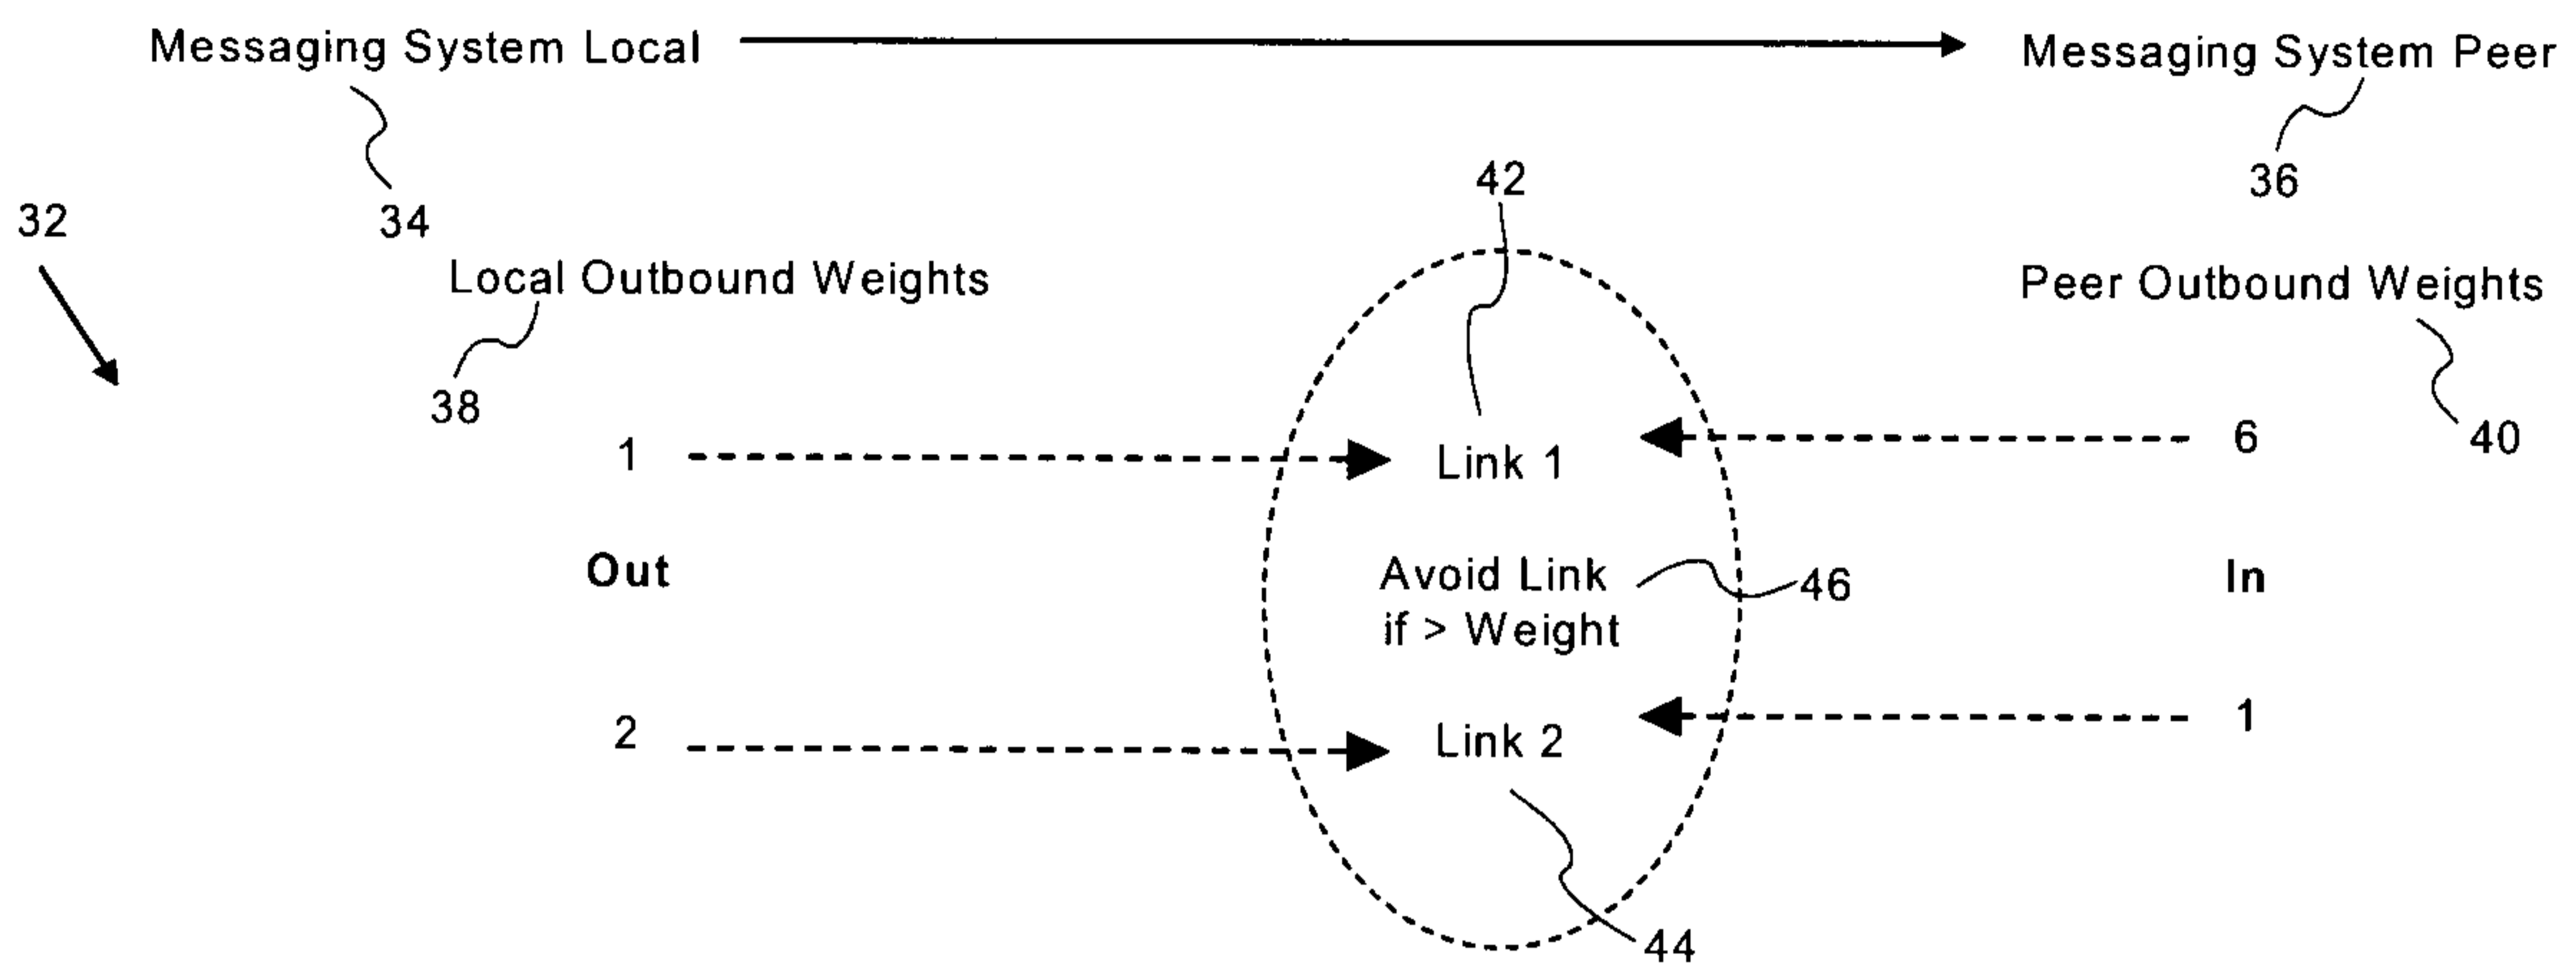 Messaging System Local
Messaging System Peer
34
36
32
42
Local Outbound Weights
Peer Outbound Weights
38
40
1
Link 1
6
Out
Avoid Link
if > Weight
46
In
2
Link 2
1
44